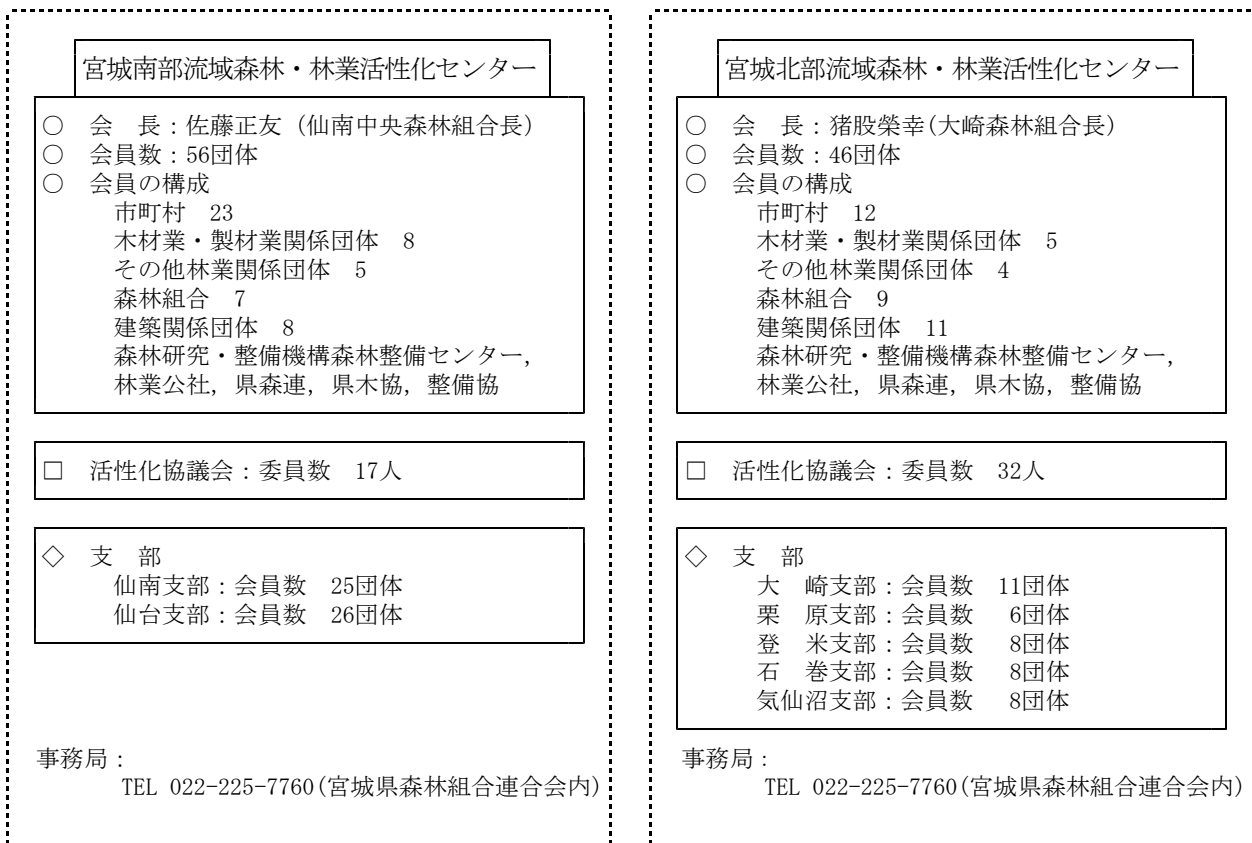 宮城南部流域森林・林業活性化センター
○　会　長：佐藤正友（仙南中央森林組合長）
○　会員数：56団体
○　会員の構成
市町村　23
木材業・製材業関係団体　8
その他林業関係団体　5
森林組合　7
建築関係団体　8
森林研究・整備機構森林整備センター，
林業公社，県森連，県木協，整備協
□　活性化協議会：委員数　17人
◇　支　部
仙南支部：会員数　25団体
仙台支部：会員数　26団体
事務局：
TEL 022-225-7760(宮城県森林組合連合会内)
宮城北部流域森林・林業活性化センター
○　会　長：猪股榮幸(大崎森林組合長)
○　会員数：46団体
○　会員の構成
市町村　12
木材業・製材業関係団体　5
その他林業関係団体　4
森林組合　9
建築関係団体　11
森林研究・整備機構森林整備センター，
林業公社，県森連，県木協，整備協
□　活性化協議会：委員数　32人
◇　支　部
大　崎支部：会員数　11団体
栗　原支部：会員数　6団体
登　米支部：会員数　8団体
石　巻支部：会員数　8団体
気仙沼支部：会員数　8団体
事務局：
TEL 022-225-7760(宮城県森林組合連合会内)